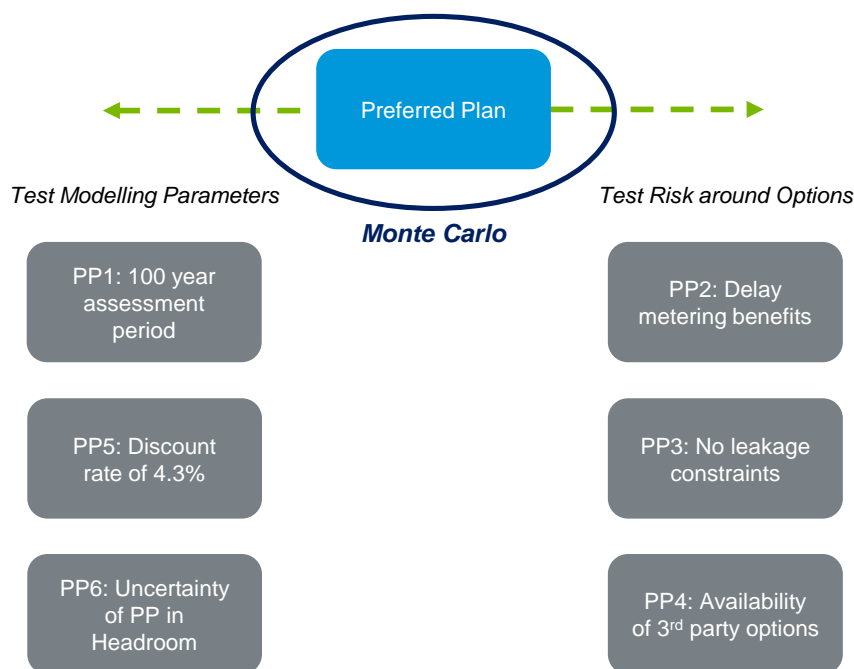 Preferred Plan
Test Modelling Parameters
Test Risk around Options
Monte Carlo
PP1: 100 year
assessment
period
PP2: Delay
metering benefits
PP5: Discount
rate of 4.3%
PP3: No leakage
constraints
PP6: Uncertainty
of PP in
Headroom
PP4: Availability
of 3rd party options